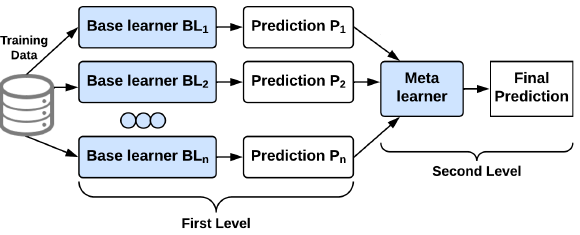 Training
Data
Base learner BL1
Prediction P1
Base learner BL2
Prediction P2
Meta
learner
Final
Prediction
Base learner BLn
Prediction Pn
Second Level
First Level